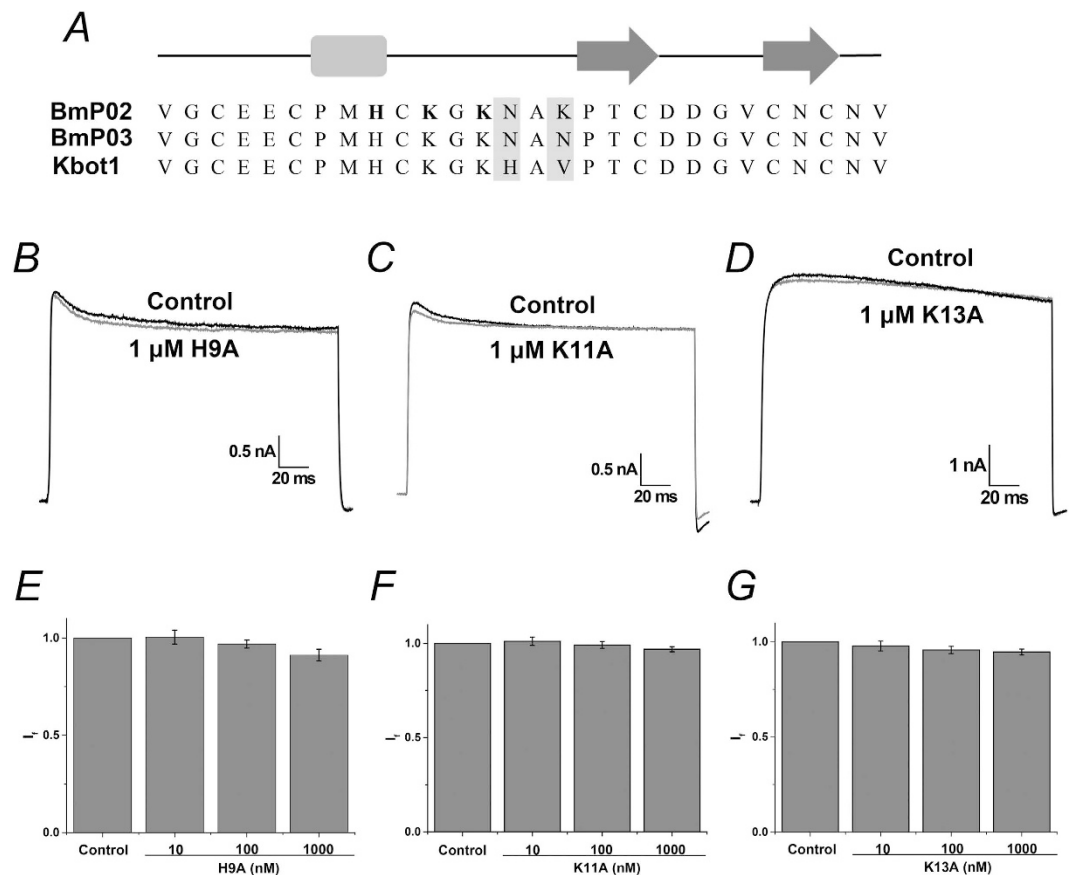 A
BmP02 V G C E E C P M H C K G K N A K P T C D D G V C N C N V
BmP03 V G C E E C P M H C K G K N A N P T C D D G V C N C N V
Kbot1 V G C E E C P M H C K G K H A V P T C D D G V C N C N V
B
Control
1 µM H9A
0.5 nA
20 ms
C
Control
1 µM K11A
0.5 nA
20 ms
D
Control
1 µM K13A
1 nA
20 ms
E
1.0
0.5
0.0
If
Control 10 100 1000
H9A (nM)
F
1.0
0.5
0.0
If
Control 10 100 1000
K11A (nM)
G
1.0
0.5
0.0
If
Control 10 100 1000
K13A (nM)